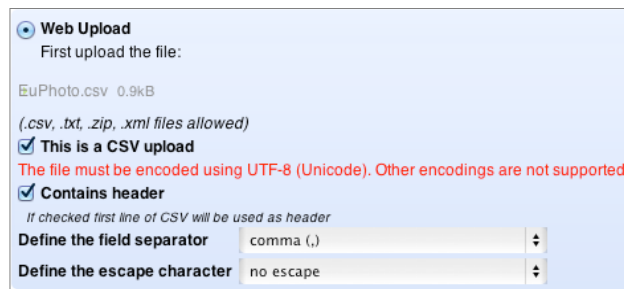 Web Upload
First upload the file:
EuPhoto.csv 0.9kB
(.csv, .txt, .zip, .xml files allowed)
This is a CSV upload
The file must be encoded using UTF-8 (Unicode). Other encodings are not supported
Contains header
If checked first line of CSV will be used as header
Define the field separator comma (,)
Define the escape character no escape